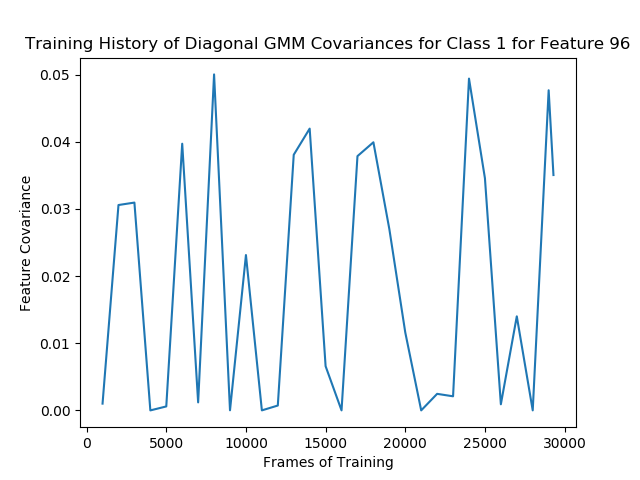 Training History of Diagonal GMM Covariances for Class 1 for Feature 96
0.05
0.04
0.03
0.02
0.01
0.00
Feature Covariance
0 5000 10000 15000 20000 25000 30000
Frames of Training